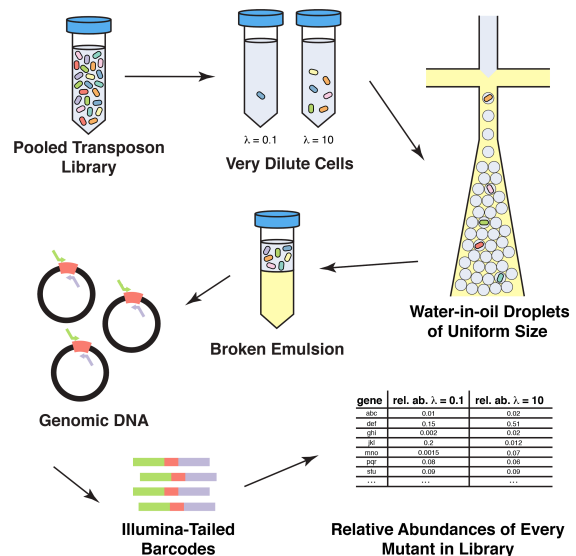 Pooled Transposon
Library
λ = 0.1
λ = 10
Very Dilute Cells
Water-in-oil Droplets
of Uniform Size
Broken Emulsion
Genomic DNA
Illumina-Tailed
Barcodes
gene rel. ab. λ = 0.1 rel. ab. λ = 10
abc 0.01 0.02
def 0.15 0.51
ghi 0.002 0.02
jkl 0.2 0.012
mno 0.0015 0.07
pqr 0.08 0.06
stu 0.09 0.09
... ... ...
Relative Abundances of Every
Mutant in Library